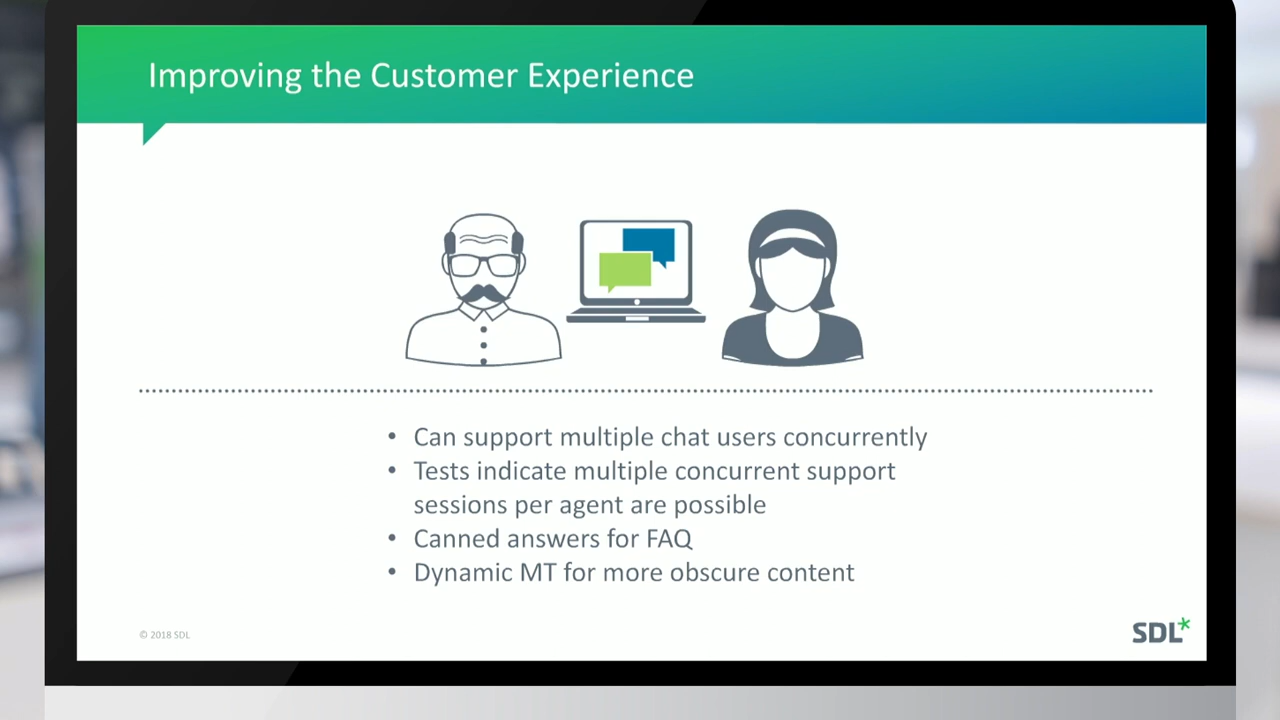 Improving the Customer Experience
• Can support multiple chat users concurrently
• Tests indicate multiple concurrent support
sessions per agent are possible
• Canned answers for FAQ
• Dynamic MT for more obscure content
© 2018 SDL
SDL*